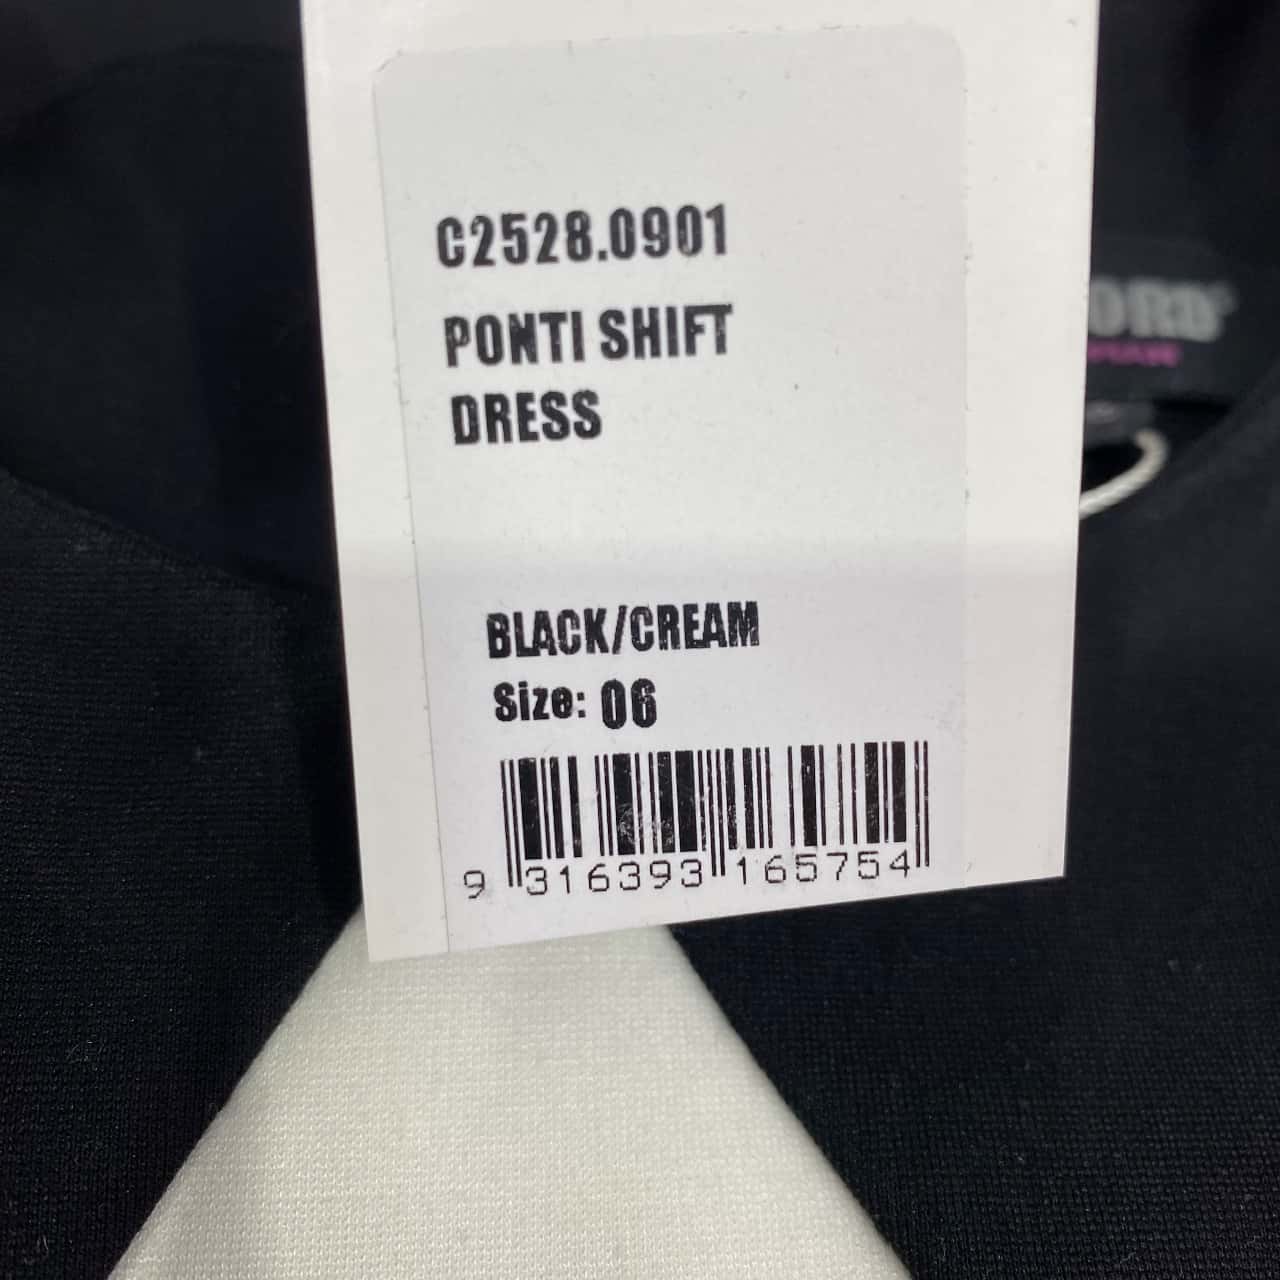 C2528.0901
PONTI SHIFT
DRESS
BLACK/CREAM
Size: 06
9 316393 165754